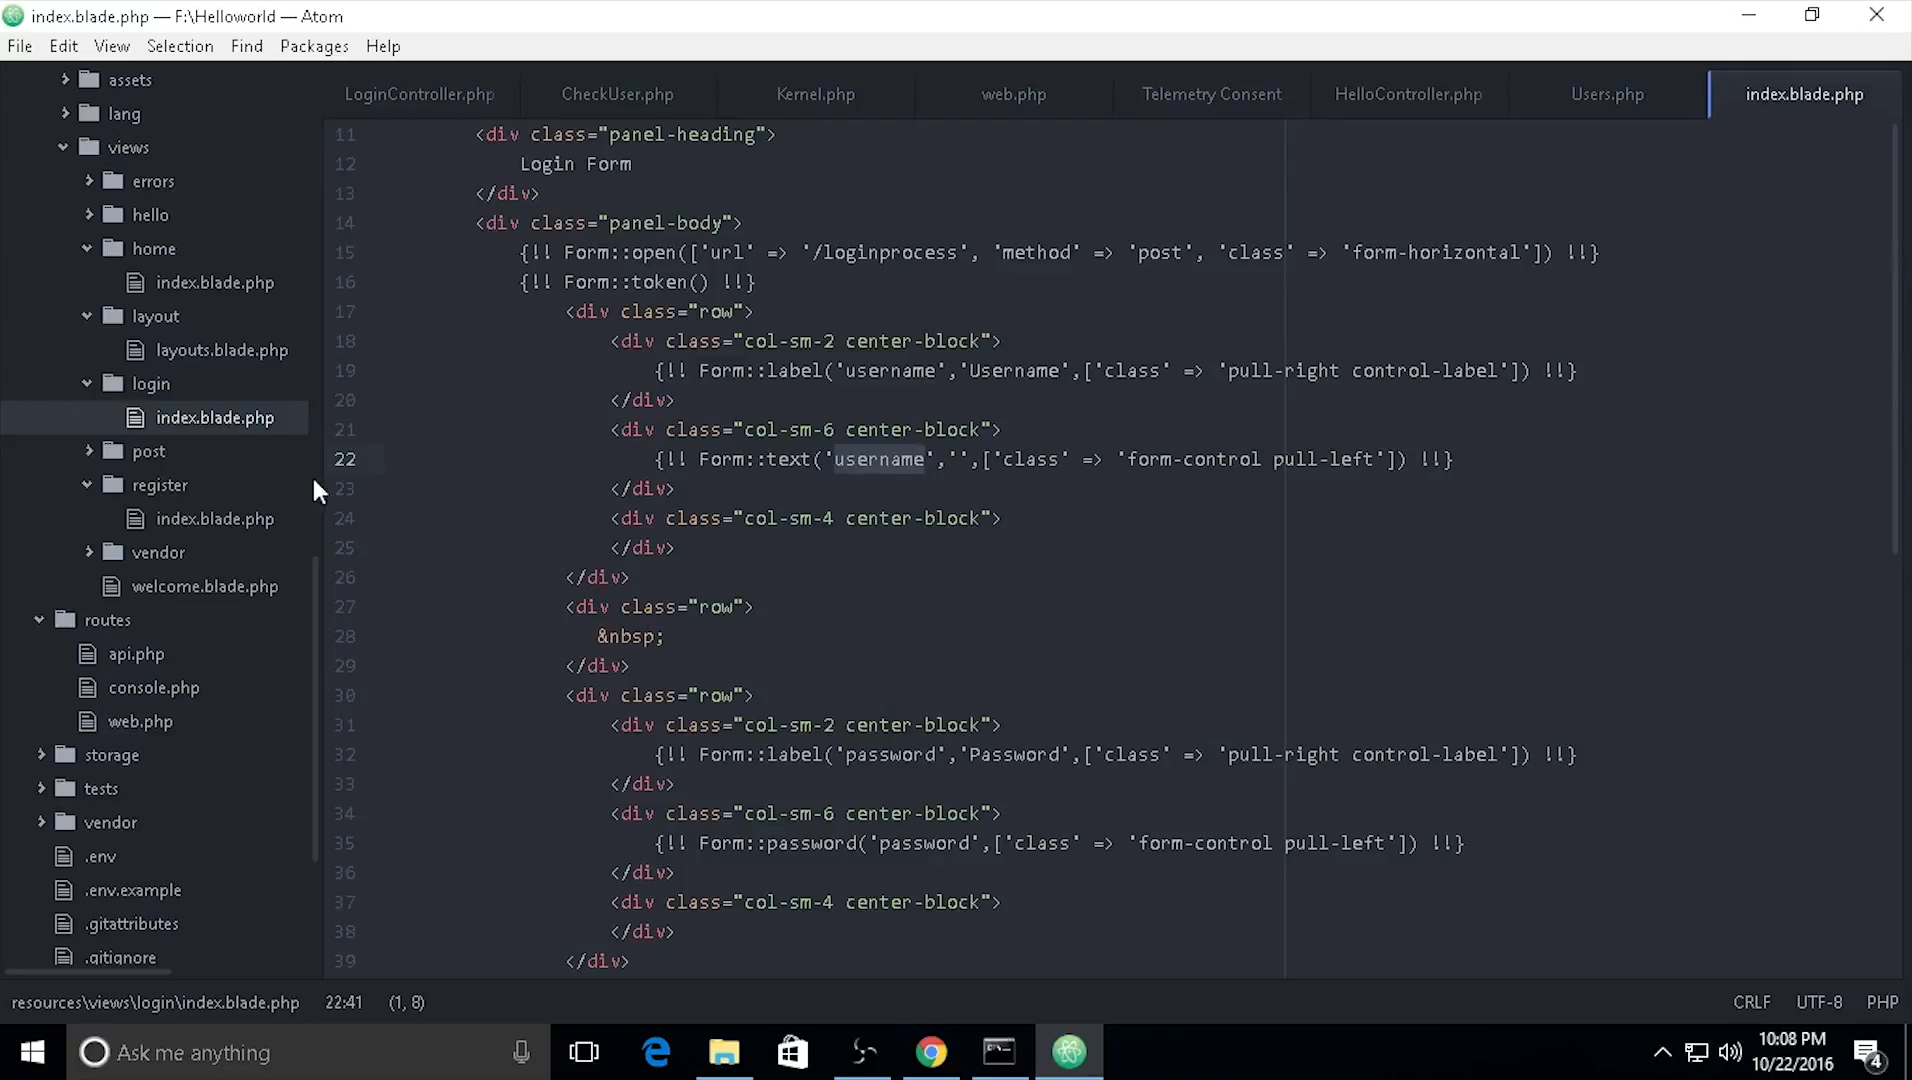 index.blade.php — F:\Helloworld — Atom
File Edit View Selection Find Packages Help
assets
lang
views
errors
hello
home
index.blade.php
layout
layouts.blade.php
login
index.blade.php
post
register
index.blade.php
vendor
welcome.blade.php
routes
api.php
console.php
web.php
storage
tests
vendor
.env
.env.example
.gitattributes
.gitignore
LoginController.php CheckUser.php Kernel.php web.php Telemetry Consent HelloController.php Users.php index.blade.php
11 <div class="panel-heading">
12 Login Form
13 </div>
14 <div class="panel-body">
15 {!! Form::open(['url' => '/loginprocess', 'method' => 'post', 'class' => 'form-horizontal']) !!}
16 {!! Form::token() !!}
17 <div class="row">
18 <div class="col-sm-2 center-block">
19 {!! Form::label('username','Username',['class' => 'pull-right control-label']) !!}
20 </div>
21 <div class="col-sm-6 center-block">
22 {!! Form::text('username','',['class' => 'form-control pull-left']) !!}
23 </div>
24 <div class="col-sm-4 center-block">
25 </div>
26 </div>
27 <div class="row">
28 &nbsp;
29 </div>
30 <div class="row">
31 <div class="col-sm-2 center-block">
32 {!! Form::label('password','Password',['class' => 'pull-right control-label']) !!}
33 </div>
34 <div class="col-sm-6 center-block">
35 {!! Form::password('password',['class' => 'form-control pull-left']) !!}
36 </div>
37 <div class="col-sm-4 center-block">
38 </div>
39 </div>
resources\views\login\index.blade.php 22:41 (1, 8) CRLF UTF-8 PHP
Ask me anything
10:08 PM
10/22/2016
4